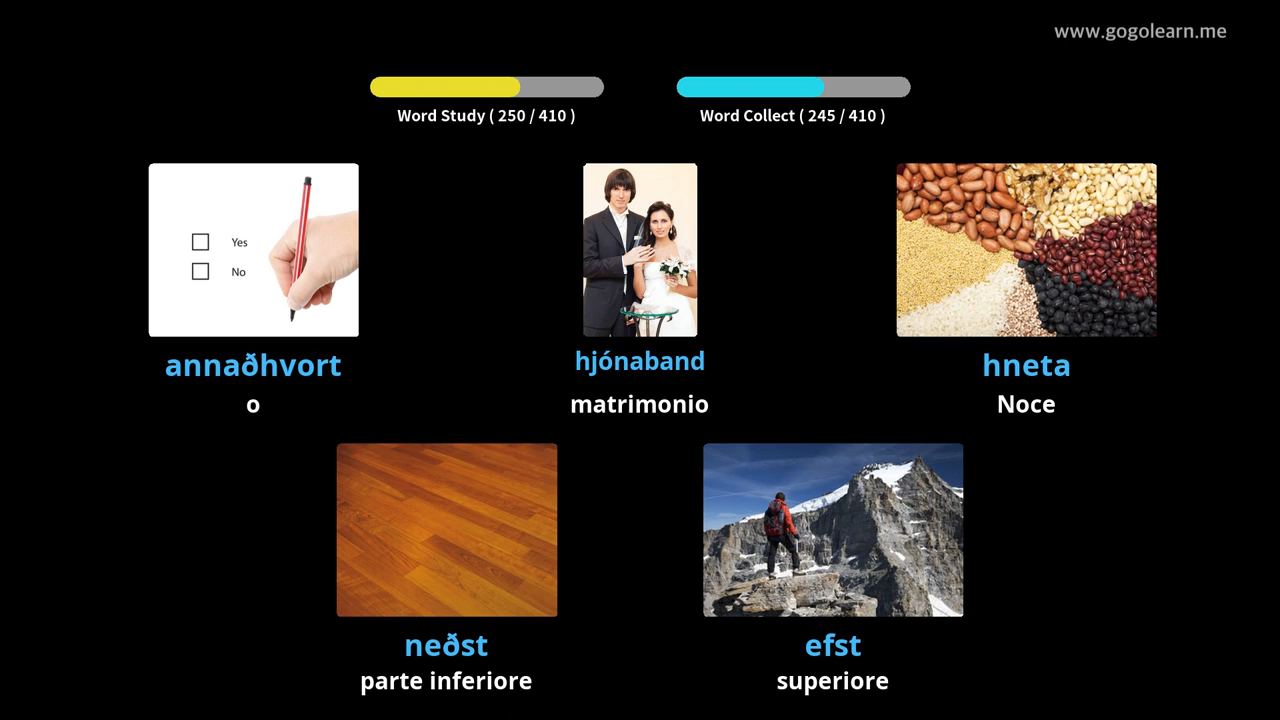 www.gogolearn.me
Word Study ( 250 / 410 )
Word Collect ( 245 / 410 )
Yes
No
annaðhvort
o
hjónaband
matrimonio
hneta
Noce
neðst
parte inferiore
efst
superiore